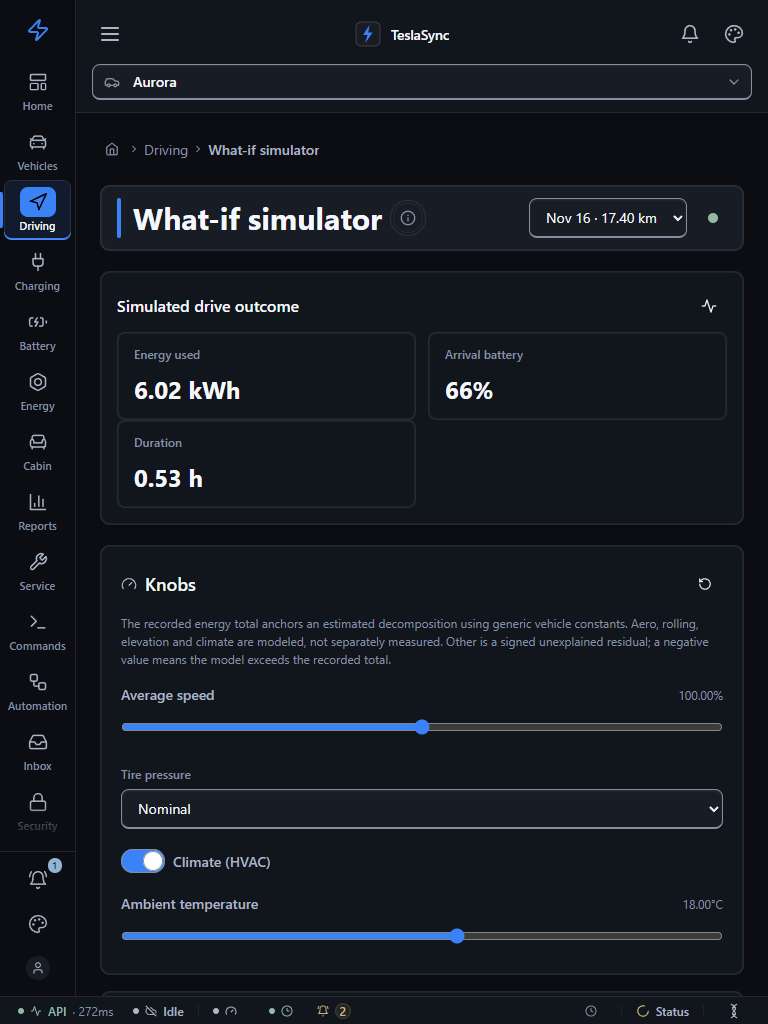 TeslaSync
Aurora
Home
Vehicles
Driving
Charging
Battery
Energy
Cabin
Reports
Service
Commands
Automation
Inbox
Security
1
Driving
What-if simulator
What-if simulator
Nov 16 · 17.40 km
Simulated drive outcome
Energy used
6.02 kWh
Arrival battery
66%
Duration
0.53 h
Knobs
The recorded energy total anchors an estimated decomposition using generic vehicle constants. Aero, rolling,
elevation and climate are modeled, not separately measured. Other is a signed unexplained residual; a negative
value means the model exceeds the recorded total.
Average speed
100.00%
Tire pressure
Nominal
Climate (HVAC)
Ambient temperature
18.00°C
API · 272ms
Idle
2
Status